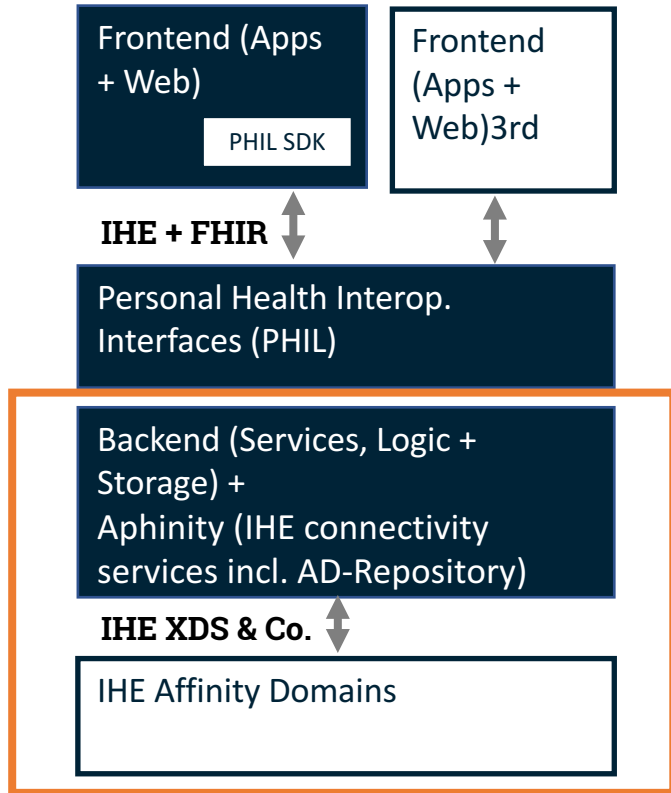 Frontend (Apps
+ Web)
PHIL SDK
Frontend
(Apps +
Web)3rd
IHE + FHIR
Personal Health Interop.
Interfaces (PHIL)
Backend (Services, Logic +
Storage) +
Aphinity (IHE connectivity
services incl. AD-Repository)
IHE XDS & Co.
IHE Affinity Domains